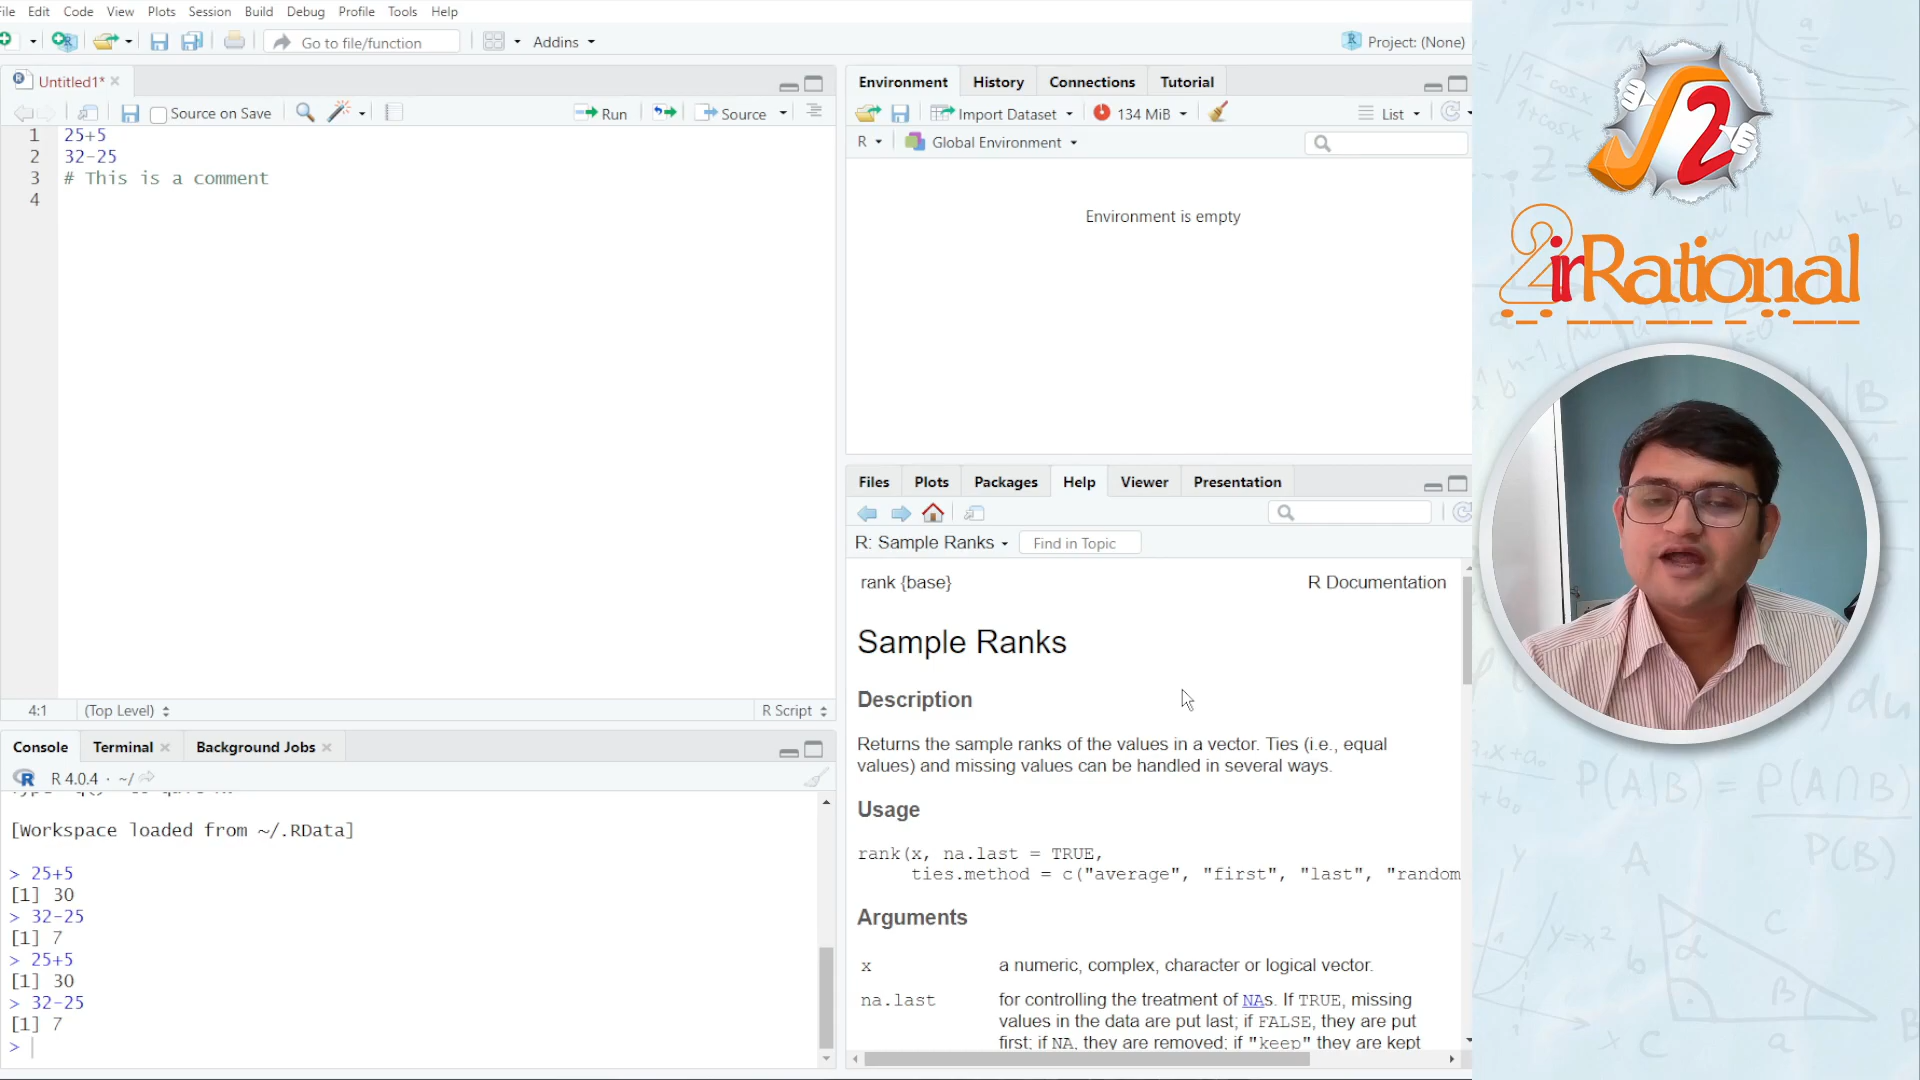 File Edit Code View Plots Session Build Debug Profile Tools Help
Go to file/function Addins Project: (None)
Untitled1*
Source on Save Run Source
1 25+5
2 32-25
3 # This is a comment
4
4:1 (Top Level) R Script
Console Terminal Background Jobs
R 4.0.4 · ~/
[Workspace loaded from ~/.RData]
> 25+5
[1] 30
> 32-25
[1] 7
> 25+5
[1] 30
> 32-25
[1] 7
>
Environment History Connections Tutorial
Import Dataset 134 MiB List
R Global Environment
Environment is empty
Files Plots Packages Help Viewer Presentation
R: Sample Ranks Find in Topic
rank {base} R Documentation
Sample Ranks
Description
Returns the sample ranks of the values in a vector. Ties (i.e., equal
values) and missing values can be handled in several ways.
Usage
rank(x, na.last = TRUE,
ties.method = c("average", "first", "last", "random
Arguments
x a numeric, complex, character or logical vector.
na.last for controlling the treatment of NAs. If TRUE, missing
values in the data are put last; if FALSE, they are put
first; if NA, they are removed; if "keep" they are kept
√2
2irRational
P(A|B) = P(A∩B)
P(B)
y=x²